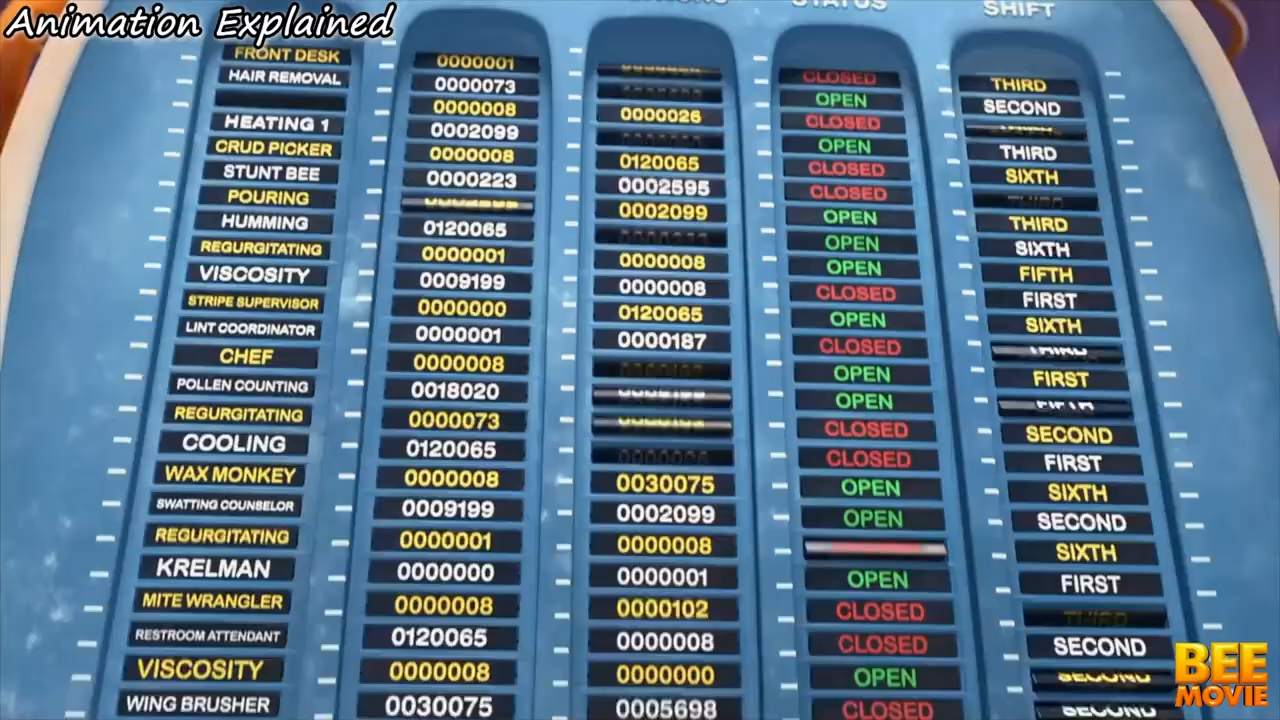 Animation Explained
STATUS SHIFT
FRONT DESK 0000001 CLOSED THIRD
HAIR REMOVAL 0000073 OPEN SECOND
0000008 0000026 CLOSED
HEATING 1 0002099 OPEN THIRD
CRUD PICKER 0000008 0120065 CLOSED SIXTH
STUNT BEE 0000223 0002595 CLOSED THIRD
POURING 0002099 OPEN THIRD
HUMMING 0120065 OPEN SIXTH
REGURGITATING 0000001 0000008 OPEN FIFTH
VISCOSITY 0009199 0000008 CLOSED FIRST
STRIPE SUPERVISOR 0000000 0120065 OPEN SIXTH
LINT COORDINATOR 0000001 0000187 CLOSED THIRD
CHEF 0000008 OPEN FIRST
POLLEN COUNTING 0018020 OPEN FIFTH
REGURGITATING 0000073 CLOSED SECOND
COOLING 0120065 CLOSED FIRST
WAX MONKEY 0000008 0030075 OPEN SIXTH
SWATTING COUNSELOR 0009199 0002099 OPEN SECOND
REGURGITATING 0000001 0000008 SIXTH
KRELMAN 0000000 0000001 OPEN FIRST
MITE WRANGLER 0000008 0000102 CLOSED THIRD
RESTROOM ATTENDANT 0120065 0000008 CLOSED SECOND
VISCOSITY 0000008 0000000 OPEN SECOND
WING BRUSHER 0030075 0005698 CLOSED SECOND
BEE
MOVIE